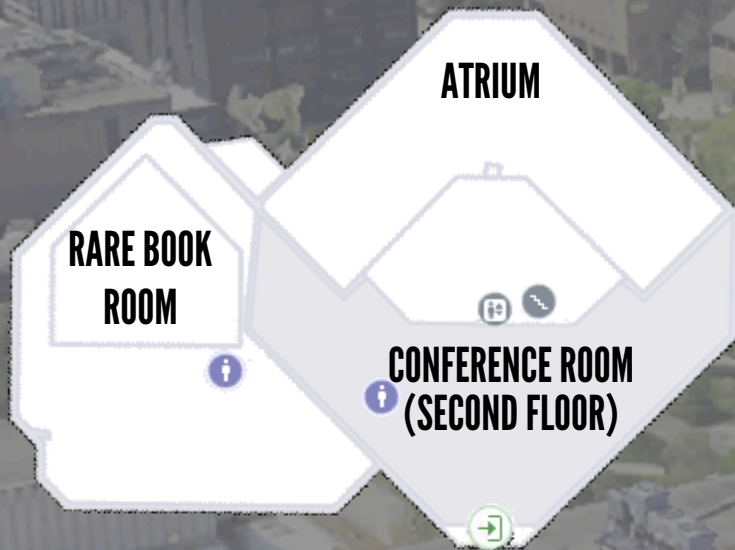 ATRIUM
RARE BOOK
ROOM
CONFERENCE ROOM
(SECOND FLOOR)